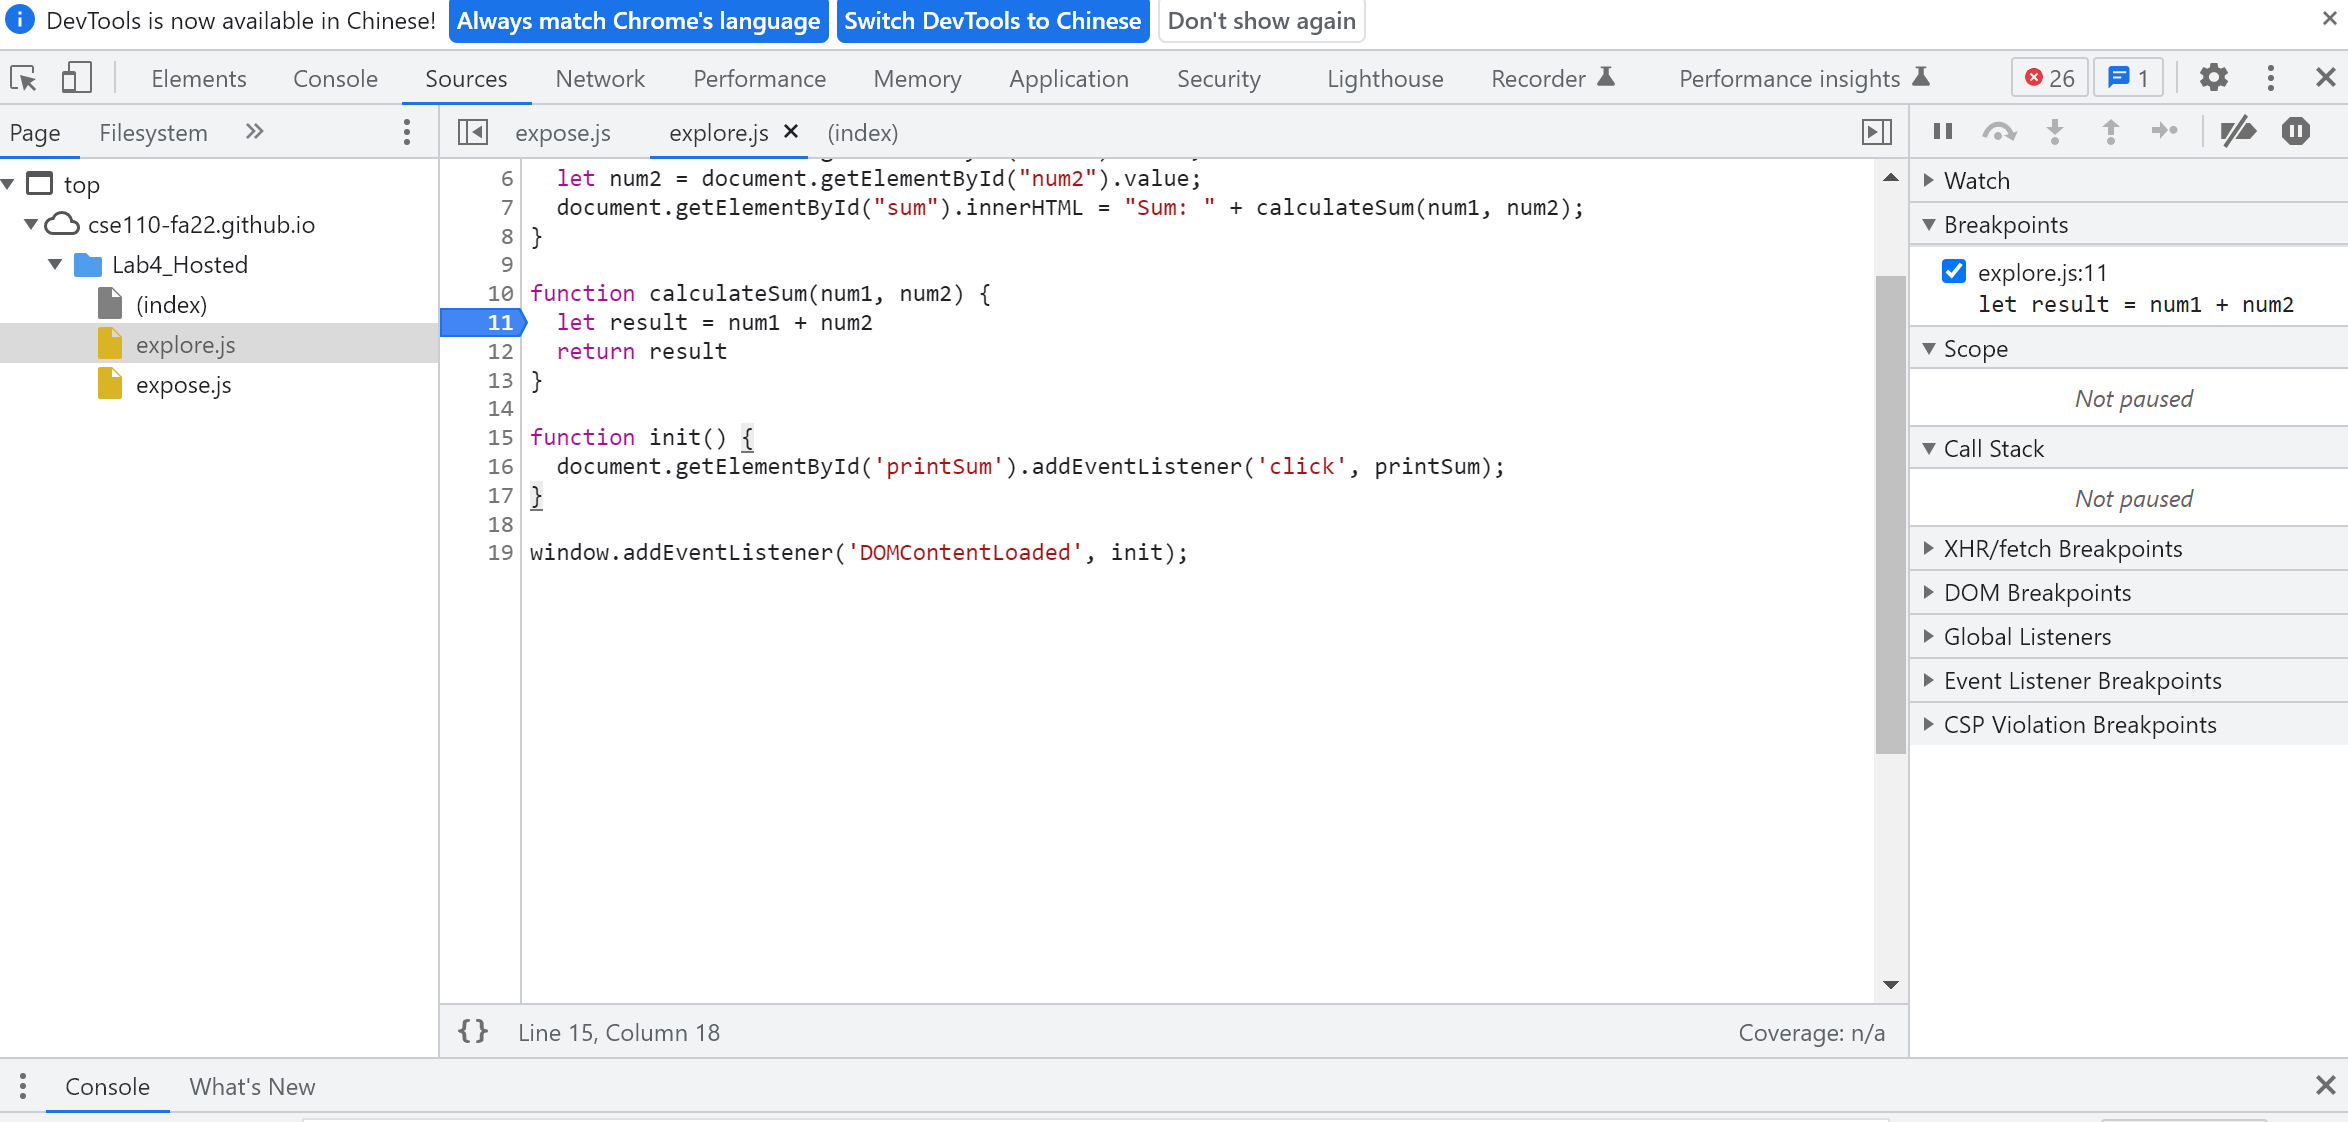 DevTools is now available in Chinese! Always match Chrome's language Switch DevTools to Chinese Don't show again
Elements Console Sources Network Performance Memory Application Security Lighthouse Recorder Performance insights 26 1
Page Filesystem
expose.js explore.js (index)
top
cse110-fa22.github.io
Lab4_Hosted
(index)
explore.js
expose.js
6 let num2 = document.getElementById("num2").value;
7 document.getElementById("sum").innerHTML = "Sum: " + calculateSum(num1, num2);
8 }
9
10 function calculateSum(num1, num2) {
11 let result = num1 + num2
12 return result
13 }
14
15 function init() {
16 document.getElementById('printSum').addEventListener('click', printSum);
17 }
18
19 window.addEventListener('DOMContentLoaded', init);
{} Line 15, Column 18 Coverage: n/a
Watch
Breakpoints
explore.js:11
let result = num1 + num2
Scope
Not paused
Call Stack
Not paused
XHR/fetch Breakpoints
DOM Breakpoints
Global Listeners
Event Listener Breakpoints
CSP Violation Breakpoints
Console What's New